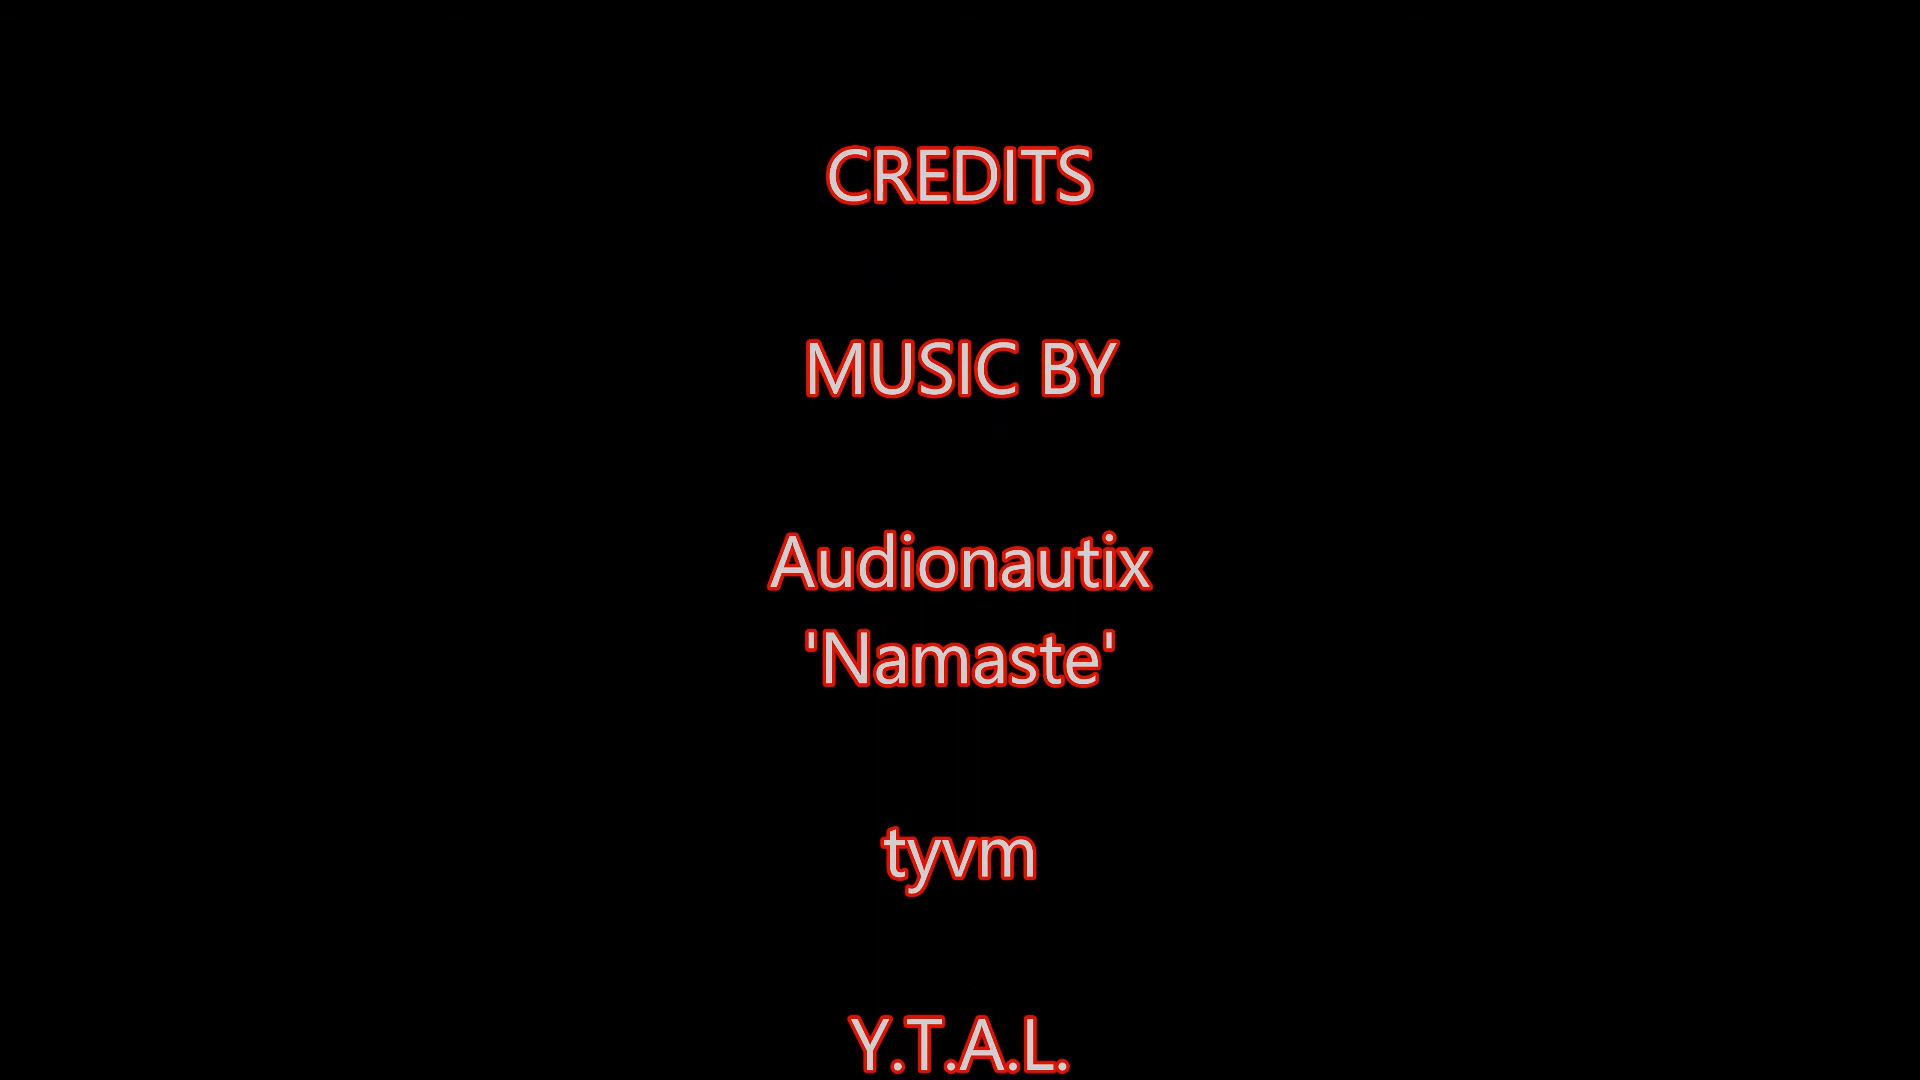 CREDITS
MUSIC BY
Audionautix
'Namaste'
tyvm
Y.T.A.L.